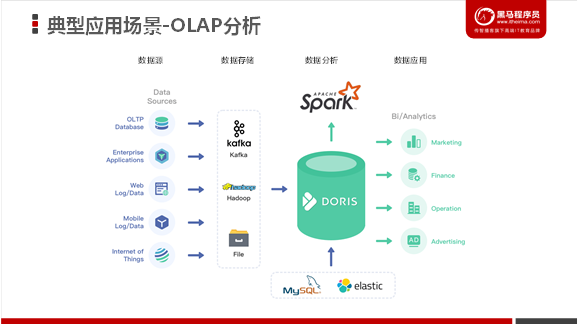 典型应用场景-OLAP分析
黑马程序员
www.itheima.com
传智播客旗下高端IT教育品牌
数据源
数据存储
数据分析
数据应用
Data
Sources
OLTP
Database
Enterprise
Applications
Web
Log/Data
Mobile
Log/Data
Internet of
Things
kafka
Kafka
hadoop
Hadoop
File
APACHE
Spark
DORIS
MySQL
elastic
BI/Analytics
Marketing
Finance
Operation
AD
Advertising